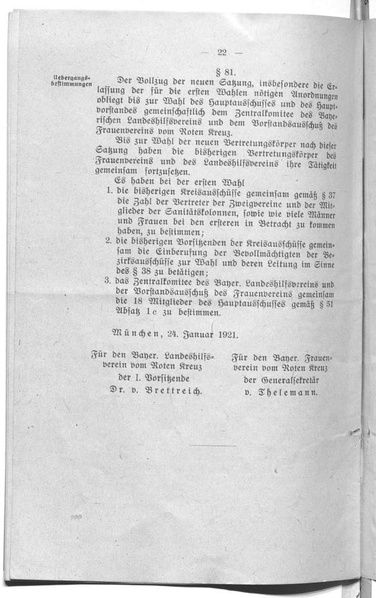 — 22 —
§ 81.
Uebergangs-
bestimmungen
Der Vollzug der neuen Satzung, insbesondere die Er-
lassung der für die ersten Wahlen nötigen Anordnungen
obliegt bis zur Wahl des Hauptausschusses und des Haupt-
vorstandes gemeinschaftlich dem Zentralkomitee des Baye-
rischen Landeshilfsvereins und dem Vorstandsausschuß des
Frauenvereins vom Roten Kreuz.
Bis zur Wahl der neuen Vertretungskörper nach dieser
Satzung haben die bisherigen Vertretungskörper des
Frauenvereins und des Landeshilfsvereins ihre Tätigkeit
gemeinsam fortzusetzen.
Es haben bei der ersten Wahl
1. die bisherigen Kreisausschüsse gemeinsam gemäß § 37
die Zahl der Vertreter der Zweigvereine und der Mit-
glieder der Sanitätskolonnen, sowie wie viele Männer
und Frauen bei den ersteren in Betracht zu kommen
haben, zu bestimmen;
2. die bisherigen Vorsitzenden der Kreisausschüsse gemein-
sam die Einberufung der Bevollmächtigten der Be-
zirksausschüsse zur Wahl und deren Leitung im Sinne
des § 38 zu betätigen;
3. das Zentralkomitee des Bayer. Landeshilfsvereins und
der Vorstandsausschuß des Frauenvereins gemeinsam
die 18 Mitglieder des Hauptausschusses gemäß § 51
Absatz 1c zu bestimmen.
München, 24. Januar 1921.
Für den Bayer. Landeshilfs-
verein vom Roten Kreuz
der I. Vorsitzende
Dr. v. Brettreich.
Für den Bayer. Frauen-
verein vom Roten Kreuz
der Generalsekretär
v. Thelemann.